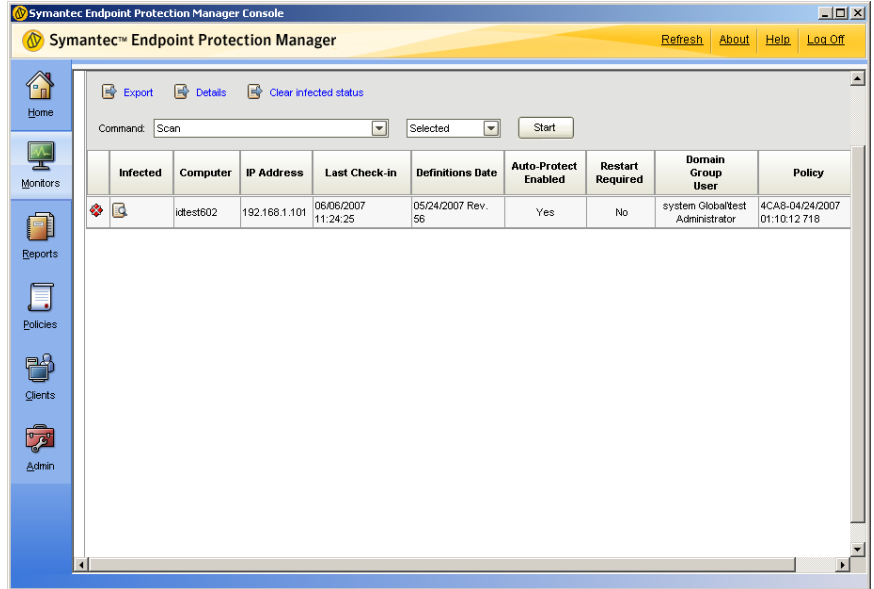 Symantec Endpoint Protection Manager Console
Symantec™ Endpoint Protection Manager
Refresh About Help Log Off
Home
Monitors
Reports
Policies
Clients
Admin
Export Details Clear infected status
Command: Scan Selected Start
Infected Computer IP Address Last Check-in Definitions Date Auto-Protect Enabled Restart Required Domain Group User Policy
idtest602 192.168.1.101 06/06/2007 11:24:25 05/24/2007 Rev. 56 Yes No system Global\test Administrator 4CA8-04/24/2007 01:10:12 718